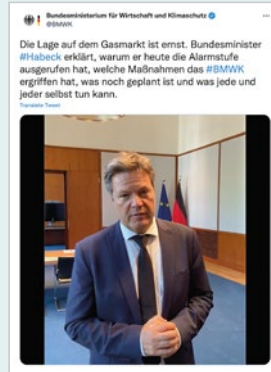 Bundesministerium für Wirtschaft und Klimaschutz
@BMWK
Die Lage auf dem Gasmarkt ist ernst. Bundesminister
#Habeck erklärt, warum er heute die Alarmstufe
ausgerufen hat, welche Maßnahmen das #BMWK
ergriffen hat, was noch geplant ist und was jede und
jeder selbst tun kann.
Translate Tweet